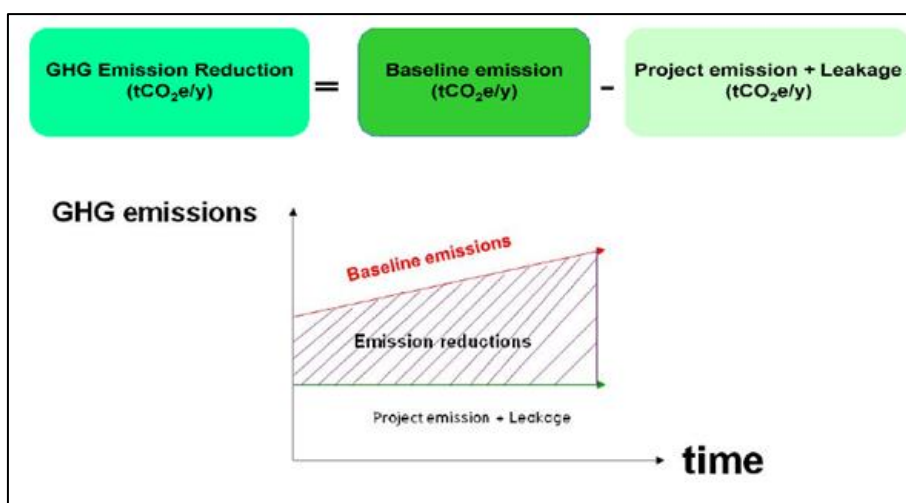 GHG Emission Reduction
(tCO₂e/y)
=
Baseline emission
(tCO₂e/y)
-
Project emission + Leakage
(tCO₂e/y)
GHG emissions
Baseline emissions
Emission reductions
Project emission + Leakage
time